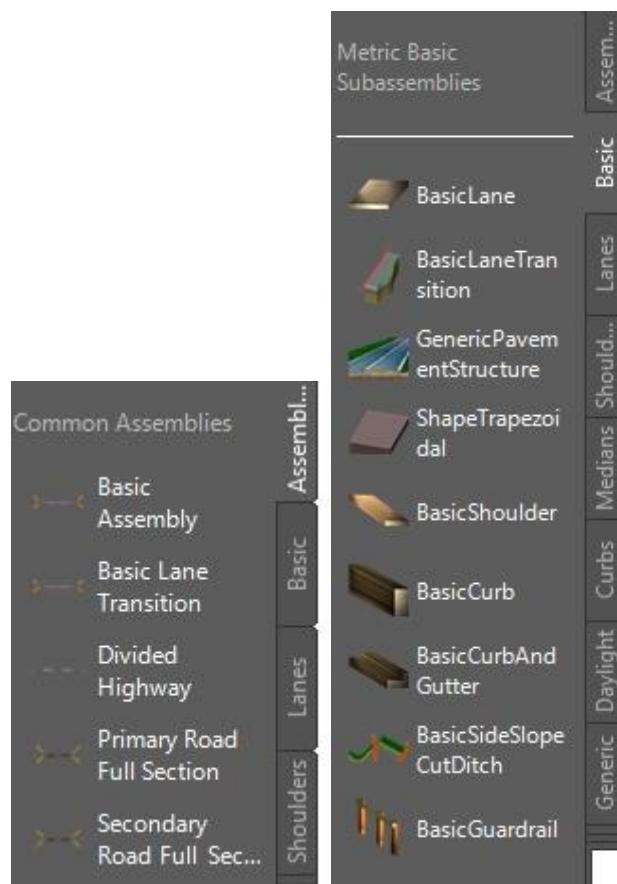 Common Assemblies
Basic
Assembly
Basic Lane
Transition
Divided
Highway
Primary Road
Full Section
Secondary
Road Full Sec...
Assembl...
Basic
Lanes
Shoulders
Metric Basic
Subassemblies
BasicLane
BasicLaneTran
sition
GenericPavem
entStructure
ShapeTrapezoi
dal
BasicShoulder
BasicCurb
BasicCurbAnd
Gutter
BasicSideSlope
CutDitch
BasicGuardrail
Assem...
Basic
Lanes
Should...
Medians
Curbs
Daylight
Generic